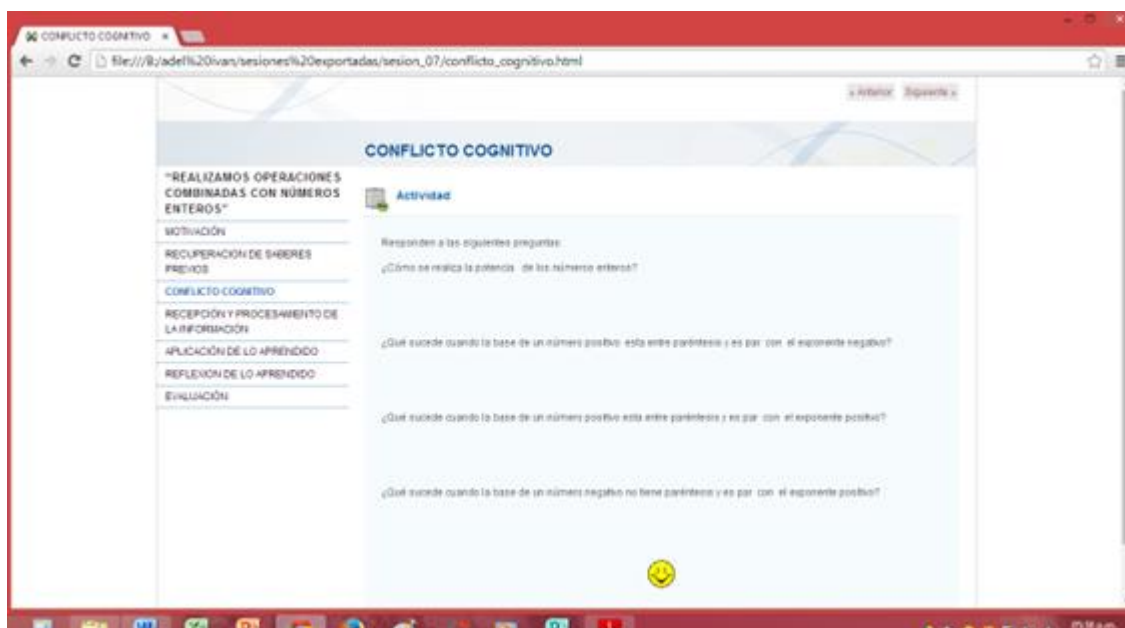 CONFLICTO COGNITIVO
file:///B:/adel%20ivan/sesiones%20exportadas/sesion_07/conflicto_cognitivo.html
« Anterior Siguiente »
CONFLICTO COGNITIVO
"REALIZAMOS OPERACIONES
COMBINADAS CON NÚMEROS
ENTEROS"
MOTIVACIÓN
RECUPERACION DE SABERES
PREVIOS
CONFLICTO COGNITIVO
RECEPCIÓN Y PROCESAMIENTO DE
LA INFORMACIÓN
APLICACIÓN DE LO APRENDIDO
REFLEXION DE LO APRENDIDO
EVALUACIÓN
Actividad
Responden a las siguientes preguntas:
¿Cómo se realiza la potencia de los números enteros?
¿Qué sucede cuando la base de un número positivo esta entre paréntesis y es par con el exponente negativo?
¿Qué sucede cuando la base de un número positivo esta entre paréntesis y es par con el exponente positivo?
¿Qué sucede cuando la base de un número negativo no tiene paréntesis y es par con el exponente positivo?